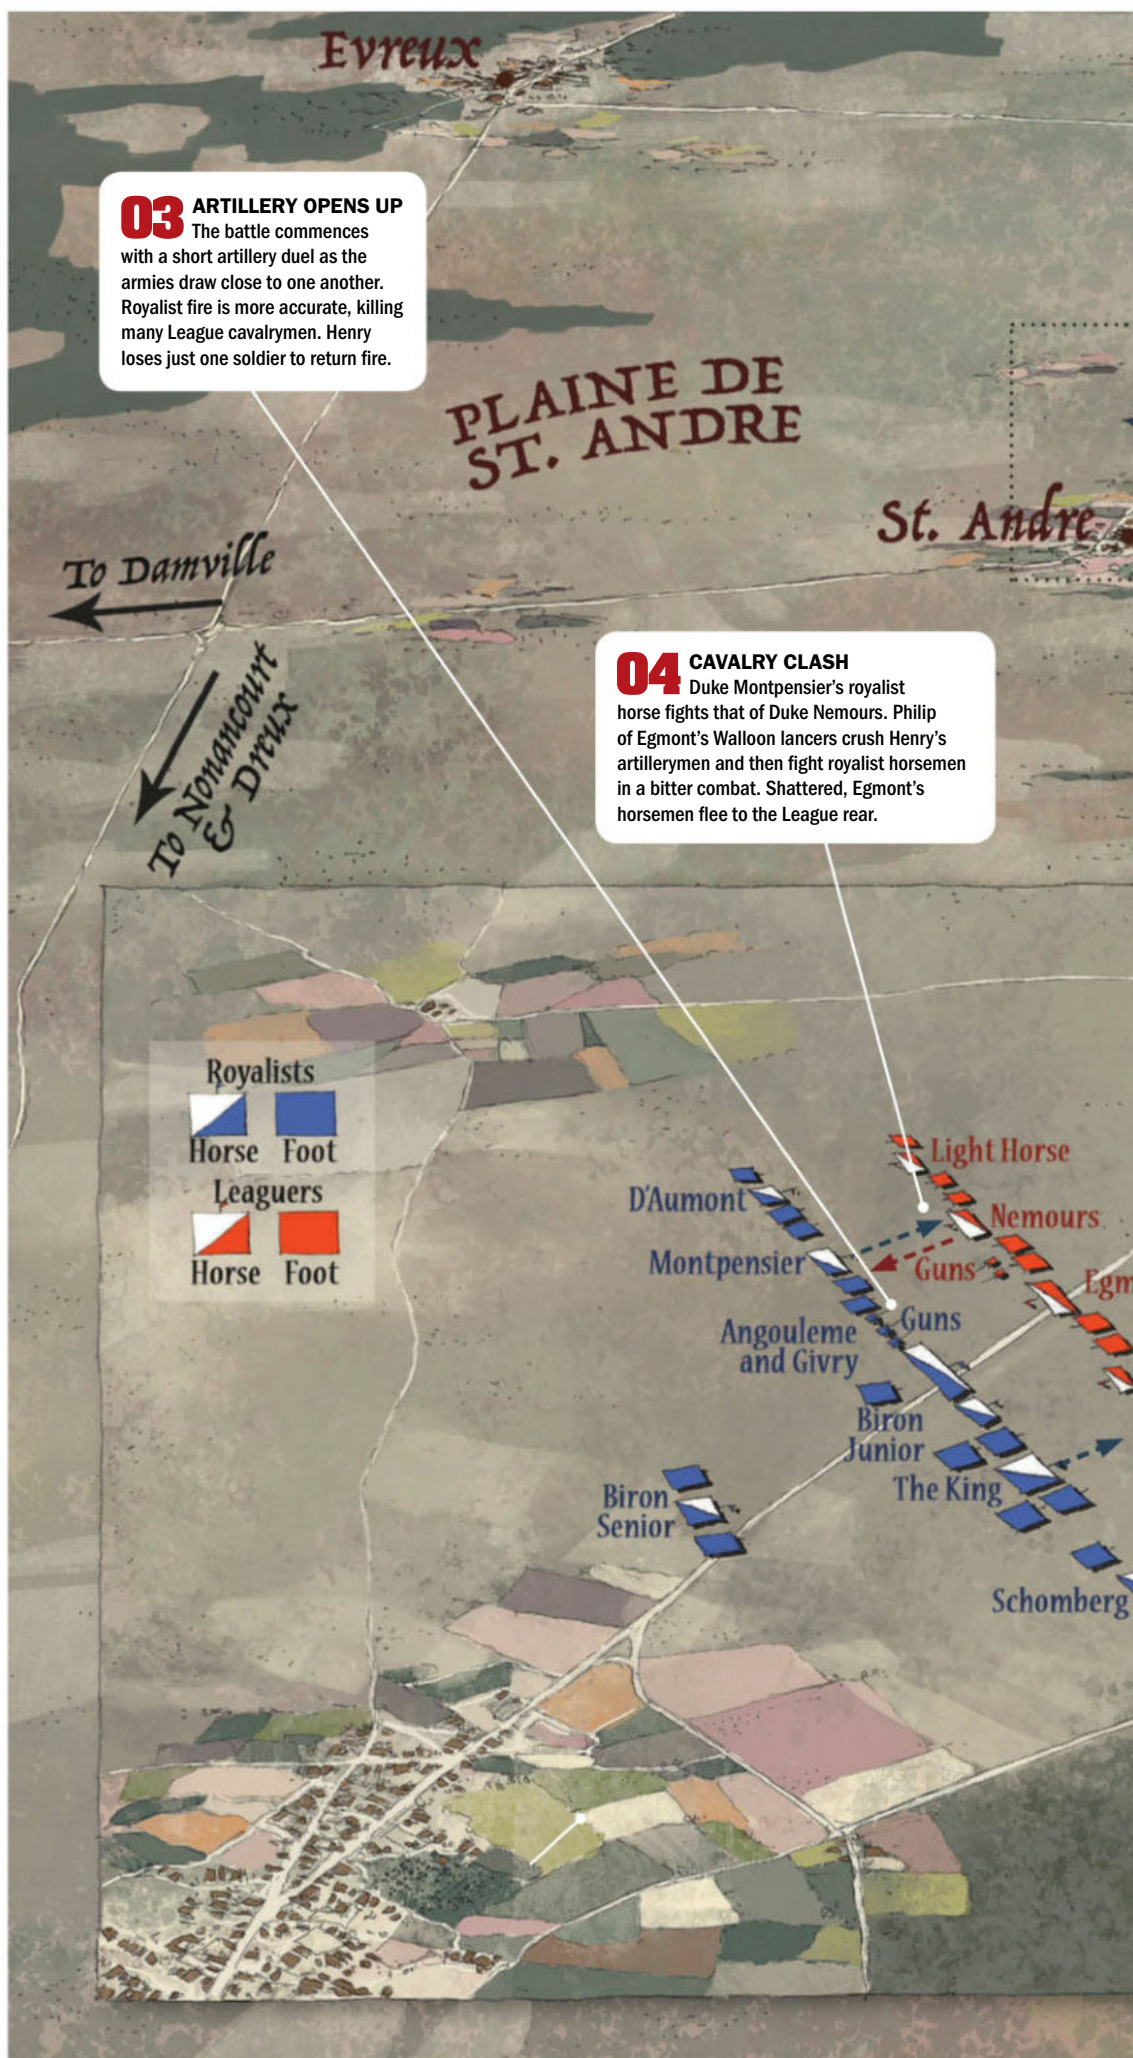 Evreux
03 ARTILLERY OPENS UP
The battle commences
with a short artillery duel as the
armies draw close to one another.
Royalist fire is more accurate, killing
many League cavalrymen. Henry
loses just one soldier to return fire.
PLAINE DE
ST. ANDRE
St. Andre
To Damville
To Nonancourt
& Dreux
04 CAVALRY CLASH
Duke Montpensier’s royalist
horse fights that of Duke Nemours. Philip
of Egmont’s Walloon lancers crush Henry’s
artillerymen and then fight royalist horsemen
in a bitter combat. Shattered, Egmont’s
horsemen flee to the League rear.
Royalists
Horse Foot
Leaguers
Horse Foot
Light Horse
D'Aumont
Nemours
Montpensier
Guns
Egm
Guns
Angouleme
and Givry
Biron
Junior
The King
Biron
Senior
Schomberg